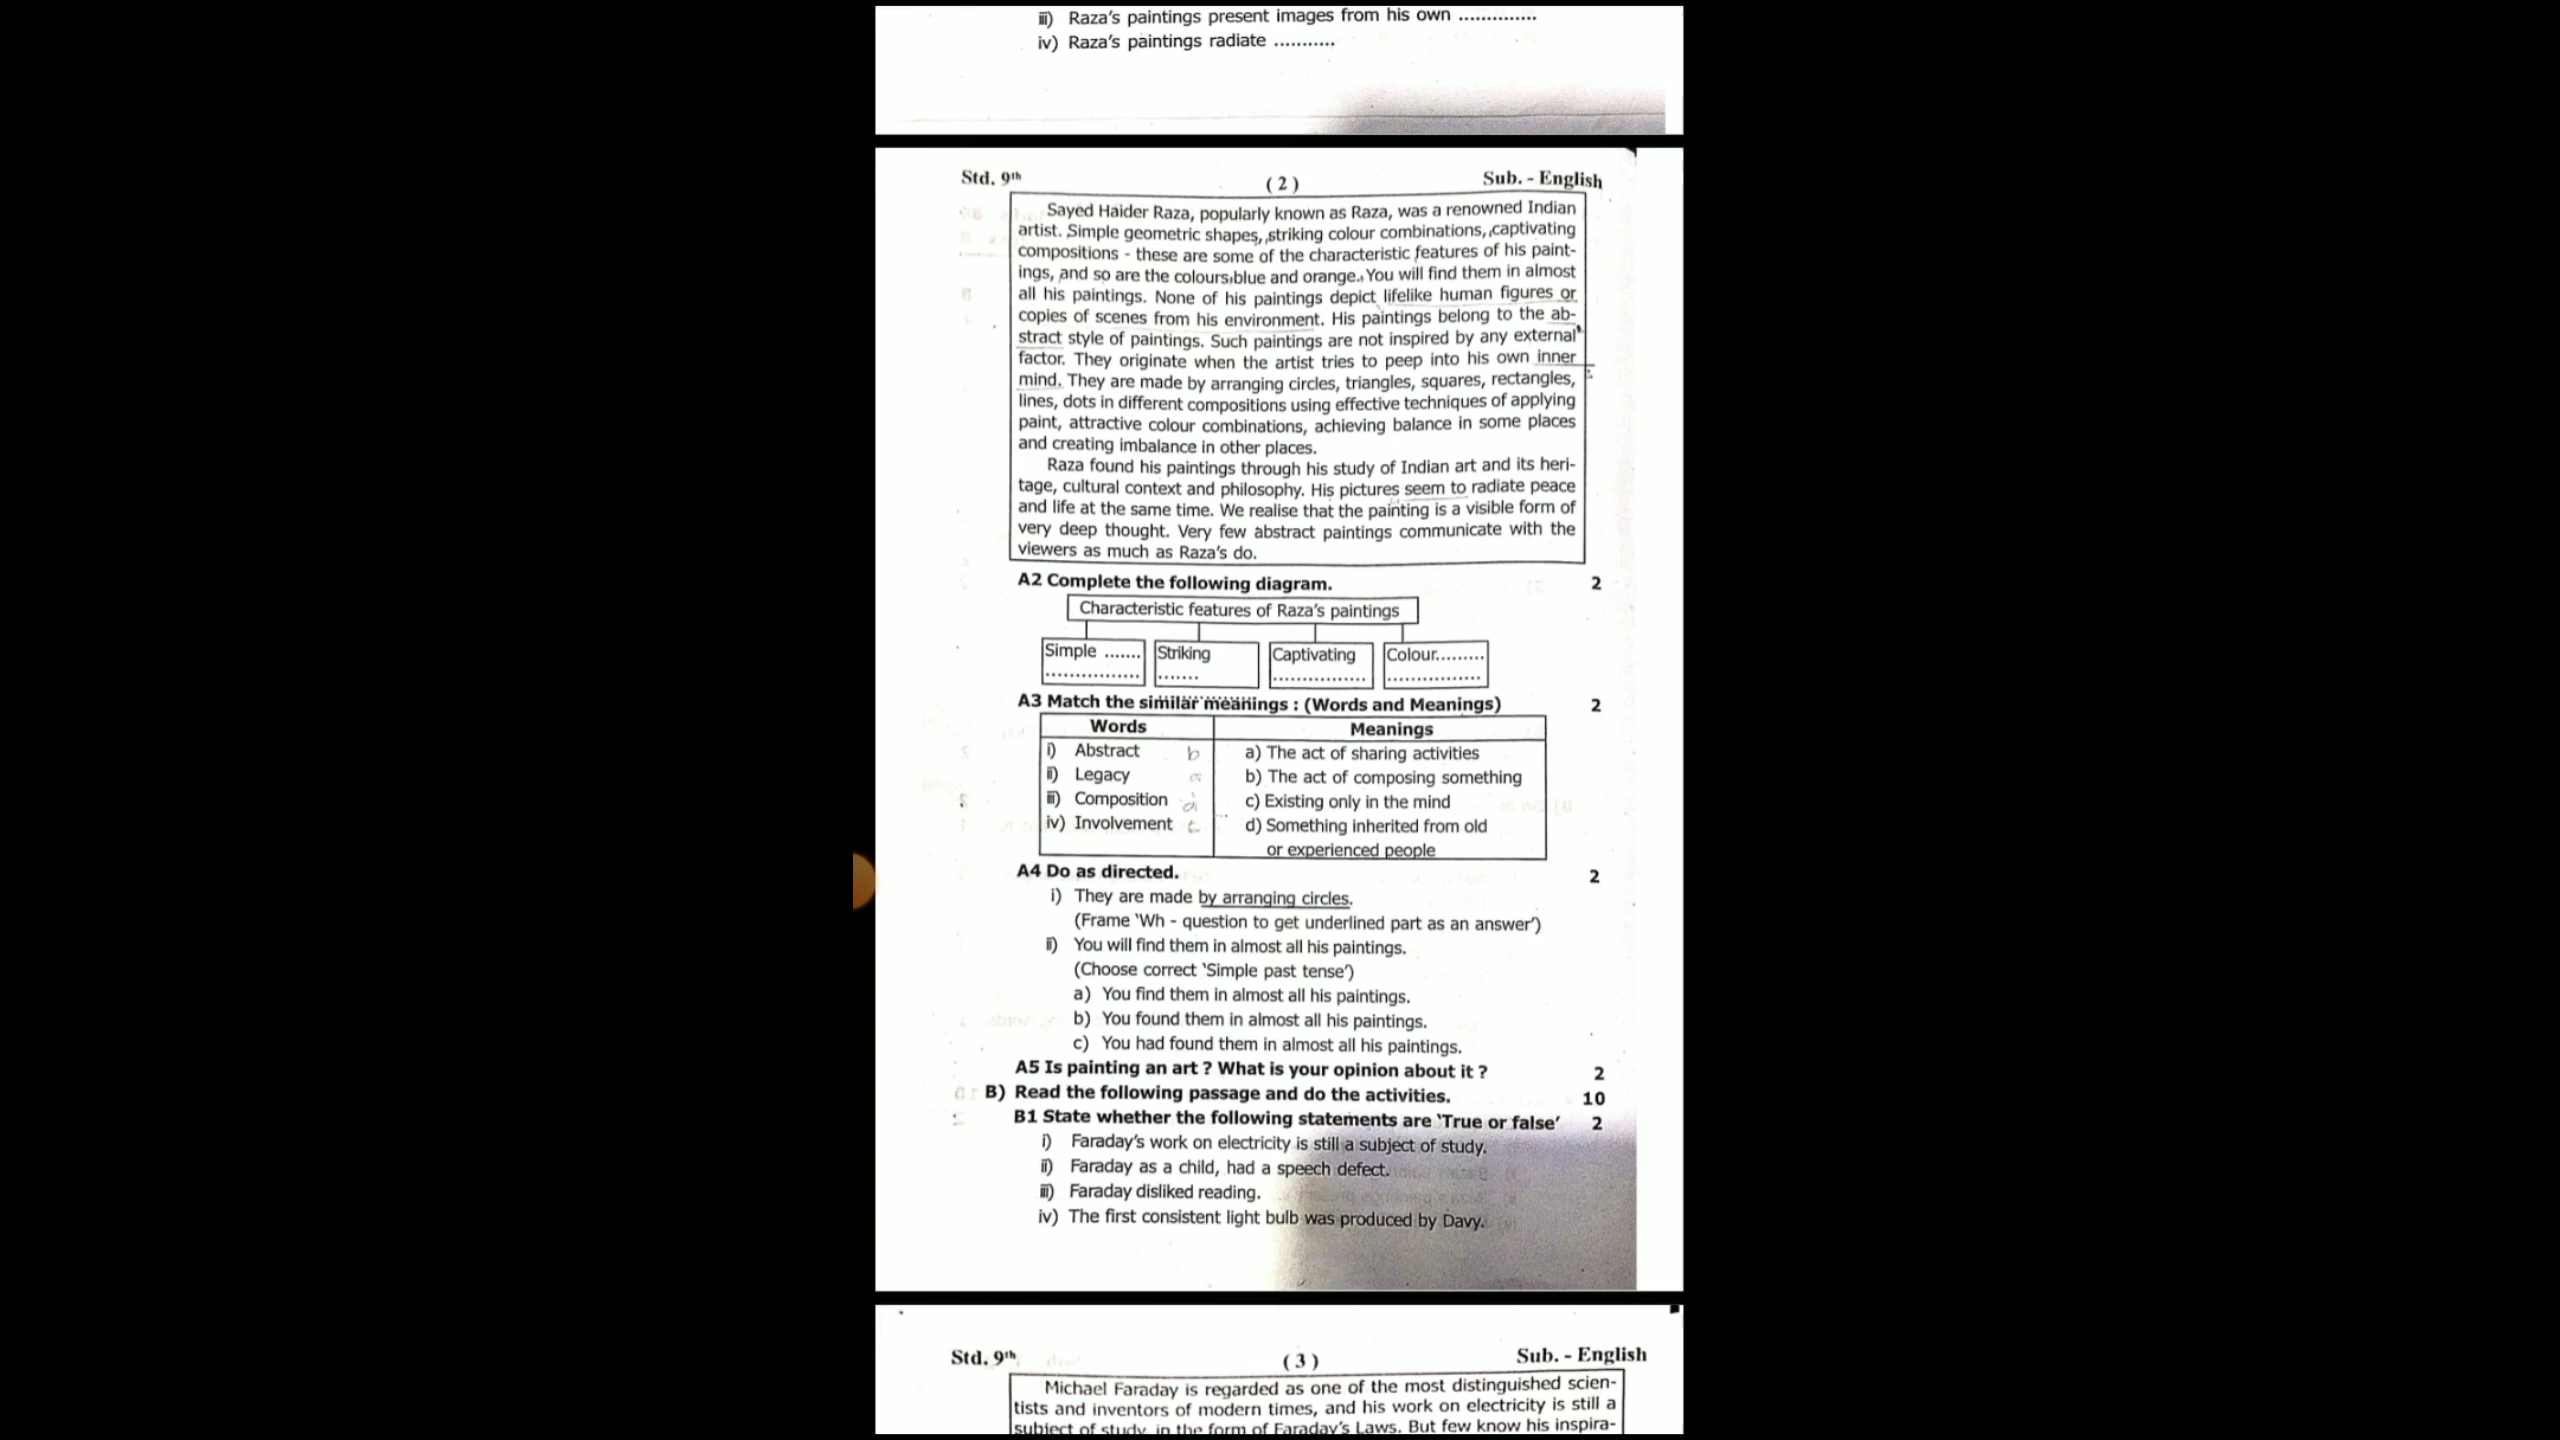 iii) Raza's paintings present images from his own ..............
iv) Raza's paintings radiate ...........
Std. 9th
( 2 )
Sub. - English
Sayed Haider Raza, popularly known as Raza, was a renowned Indian
artist. Simple geometric shapes, striking colour combinations, captivating
compositions - these are some of the characteristic features of his paint-
ings, and so are the colours blue and orange. You will find them in almost
all his paintings. None of his paintings depict lifelike human figures or
copies of scenes from his environment. His paintings belong to the ab-
stract style of paintings. Such paintings are not inspired by any external
factor. They originate when the artist tries to peep into his own inner
mind. They are made by arranging circles, triangles, squares, rectangles,
lines, dots in different compositions using effective techniques of applying
paint, attractive colour combinations, achieving balance in some places
and creating imbalance in other places.
Raza found his paintings through his study of Indian art and its heri-
tage, cultural context and philosophy. His pictures seem to radiate peace
and life at the same time. We realise that the painting is a visible form of
very deep thought. Very few abstract paintings communicate with the
viewers as much as Raza's do.
A2 Complete the following diagram. 2
Characteristic features of Raza's paintings
Simple .......
................
Striking
.......
Captivating
................
Colour.........
................
A3 Match the similar meanings : (Words and Meanings) 2
Words Meanings
i) Abstract b a) The act of sharing activities
ii) Legacy a b) The act of composing something
iii) Composition d c) Existing only in the mind
iv) Involvement c d) Something inherited from old
or experienced people
A4 Do as directed. 2
i) They are made by arranging circles.
(Frame 'Wh - question to get underlined part as an answer')
ii) You will find them in almost all his paintings.
(Choose correct 'Simple past tense')
a) You find them in almost all his paintings.
b) You found them in almost all his paintings.
c) You had found them in almost all his paintings.
A5 Is painting an art ? What is your opinion about it ? 2
B) Read the following passage and do the activities. 10
B1 State whether the following statements are 'True or false' 2
i) Faraday's work on electricity is still a subject of study.
ii) Faraday as a child, had a speech defect.
iii) Faraday disliked reading.
iv) The first consistent light bulb was produced by Davy.
Std. 9th
( 3 )
Sub. - English
Michael Faraday is regarded as one of the most distinguished scien-
tists and inventors of modern times, and his work on electricity is still a
subject of study, in the form of Faraday's Laws. But few know his inspira-